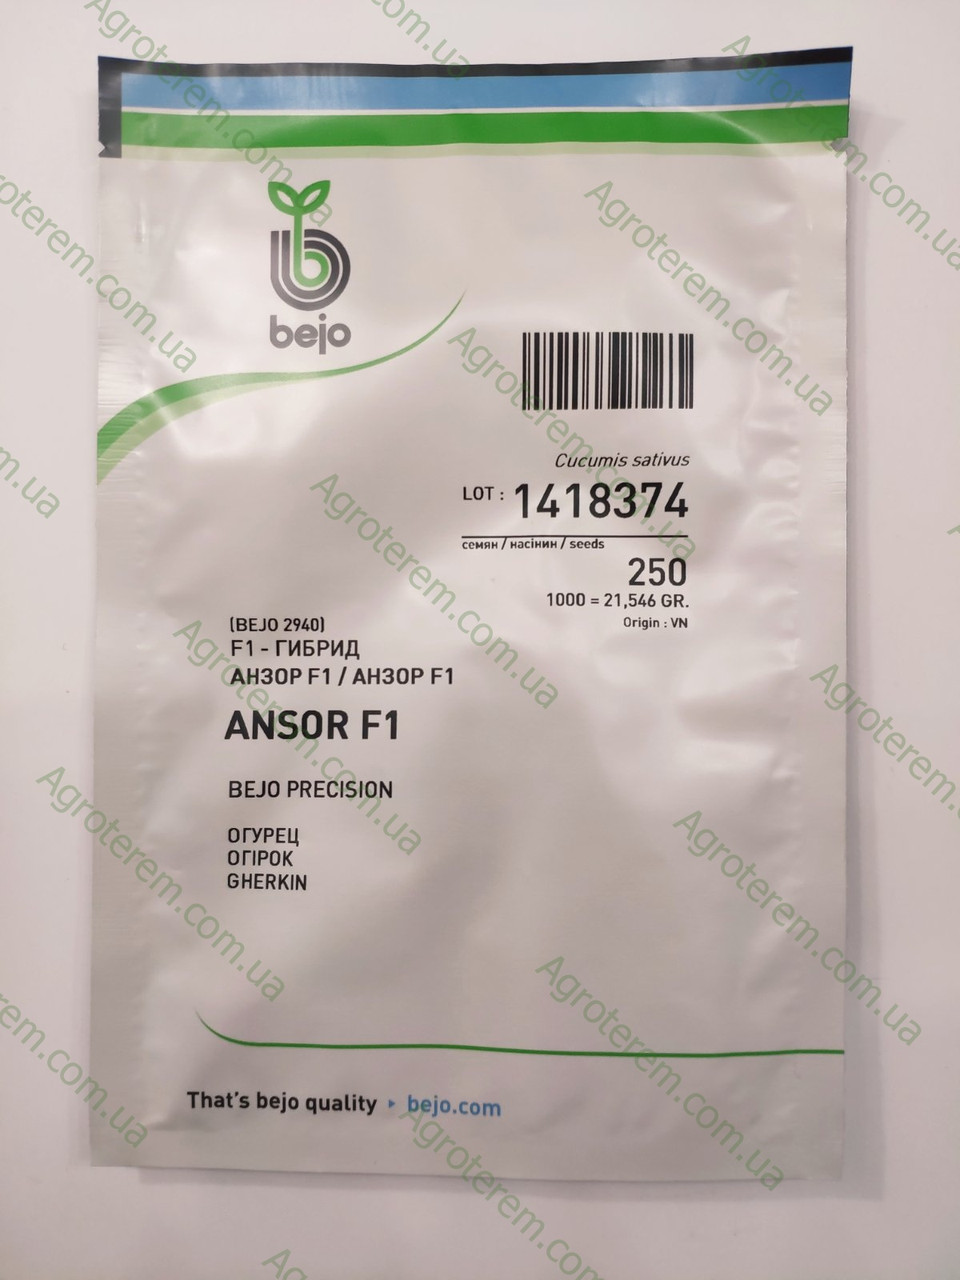 bejo
Cucumis sativus
LOT : 1418374
семян / насінин / seeds
250
1000 = 21,546 GR.
Origin : VN
(BEJO 2940)
F1 - ГИБРИД
АНЗОР F1 / АНЗОР F1
ANSOR F1
BEJO PRECISION
ОГУРЕЦ
ОГІРОК
GHERKIN
That's bejo quality ▸ bejo.com
Agroterem.com.ua